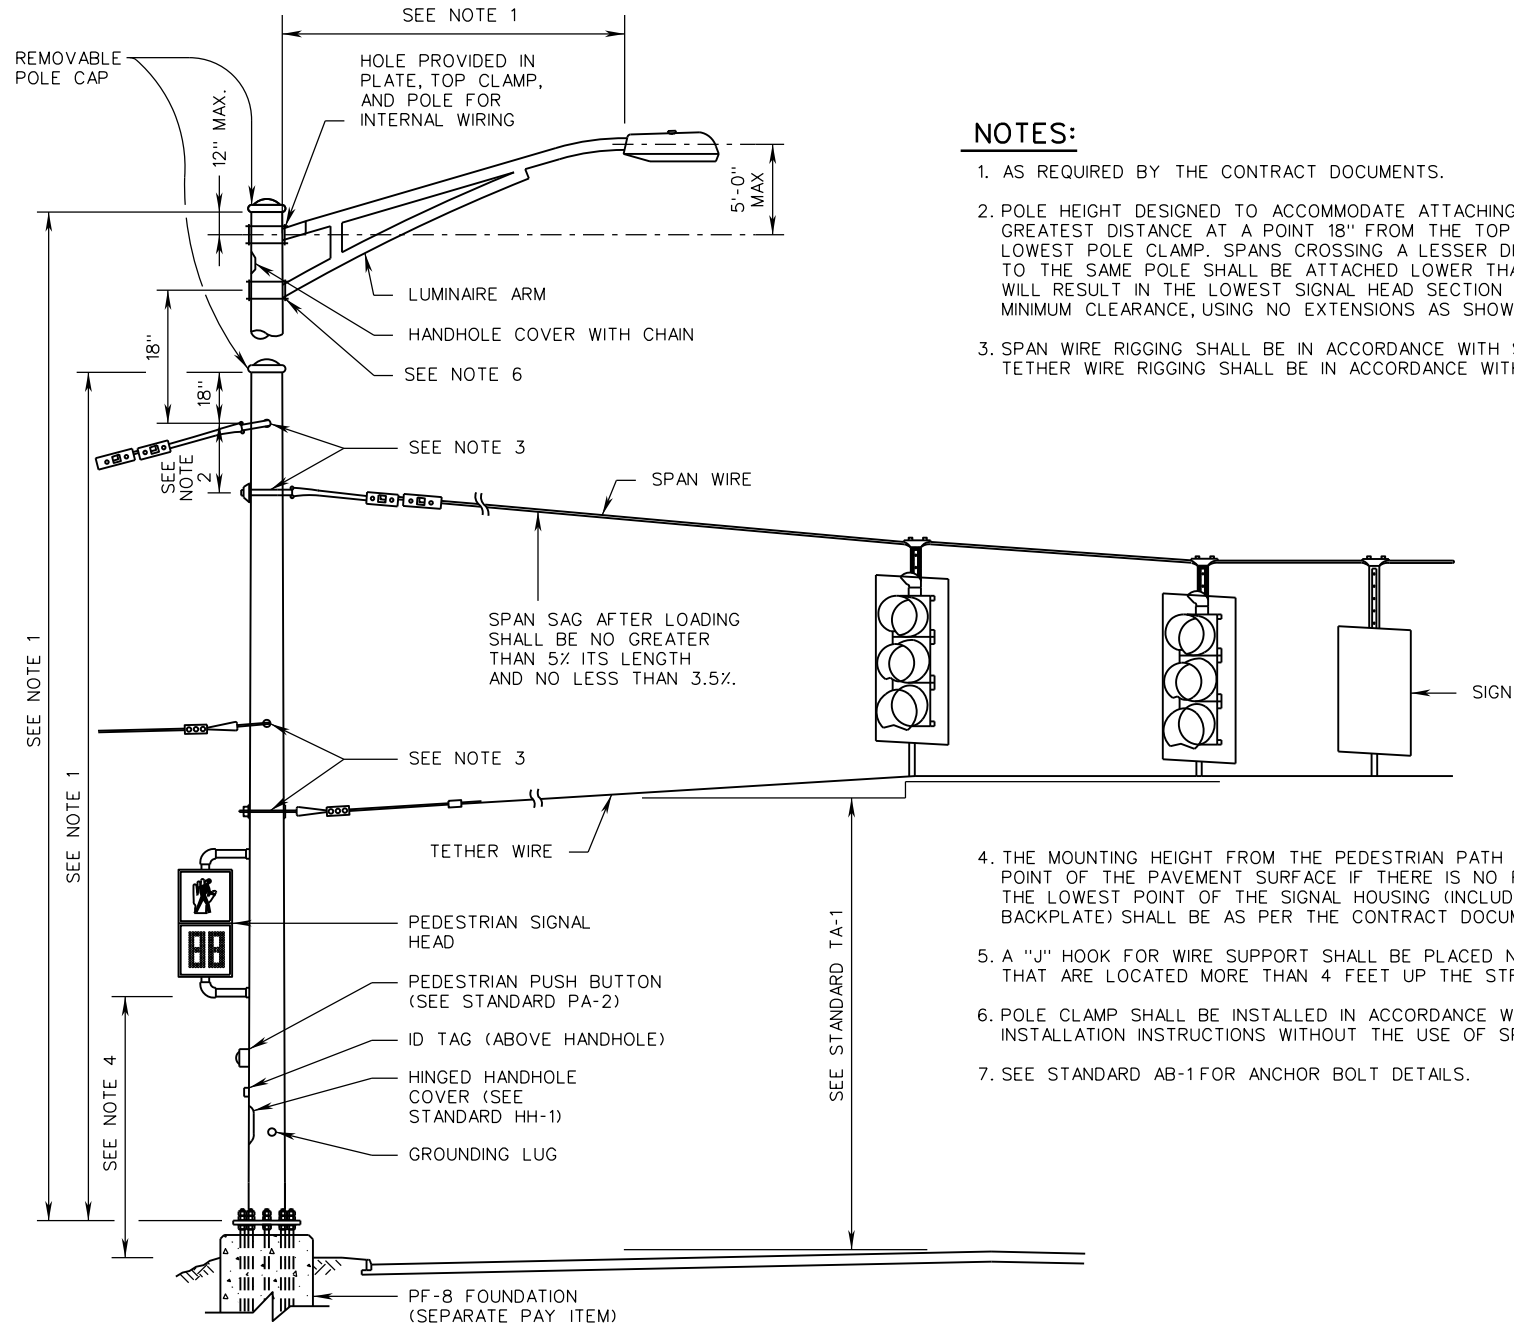 SEE NOTE 1
REMOVABLE
POLE CAP
HOLE PROVIDED IN
PLATE, TOP CLAMP,
AND POLE FOR
INTERNAL WIRING
12" MAX.
5'-0"
MAX
LUMINAIRE ARM
HANDHOLE COVER WITH CHAIN
SEE NOTE 6
18"
18"
SEE NOTE 3
SEE
NOTE
2
SPAN WIRE
SPAN SAG AFTER LOADING
SHALL BE NO GREATER
THAN 5% ITS LENGTH
AND NO LESS THAN 3.5%.
SIGN
SEE NOTE 1
SEE NOTE 1
SEE NOTE 3
TETHER WIRE
PEDESTRIAN SIGNAL
HEAD
88
PEDESTRIAN PUSH BUTTON
(SEE STANDARD PA-2)
ID TAG (ABOVE HANDHOLE)
HINGED HANDHOLE
COVER (SEE
STANDARD HH-1)
GROUNDING LUG
SEE NOTE 4
SEE STANDARD TA-1
PF-8 FOUNDATION
(SEPARATE PAY ITEM)
NOTES:
1. AS REQUIRED BY THE CONTRACT DOCUMENTS.
2. POLE HEIGHT DESIGNED TO ACCOMMODATE ATTACHING
GREATEST DISTANCE AT A POINT 18" FROM THE TOP
LOWEST POLE CLAMP. SPANS CROSSING A LESSER
TO THE SAME POLE SHALL BE ATTACHED LOWER
WILL RESULT IN THE LOWEST SIGNAL HEAD SECTION
MINIMUM CLEARANCE, USING NO EXTENSIONS AS
3. SPAN WIRE RIGGING SHALL BE IN ACCORDANCE WITH
TETHER WIRE RIGGING SHALL BE IN ACCORDANCE
4. THE MOUNTING HEIGHT FROM THE PEDESTRIAN PATH
POINT OF THE PAVEMENT SURFACE IF THERE IS NO
THE LOWEST POINT OF THE SIGNAL HOUSING
BACKPLATE) SHALL BE AS PER THE CONTRACT
5. A "J" HOOK FOR WIRE SUPPORT SHALL BE PLACED
THAT ARE LOCATED MORE THAN 4 FEET UP THE
6. POLE CLAMP SHALL BE INSTALLED IN ACCORDANCE
INSTALLATION INSTRUCTIONS WITHOUT THE USE OF
7. SEE STANDARD AB-1 FOR ANCHOR BOLT DETAILS.